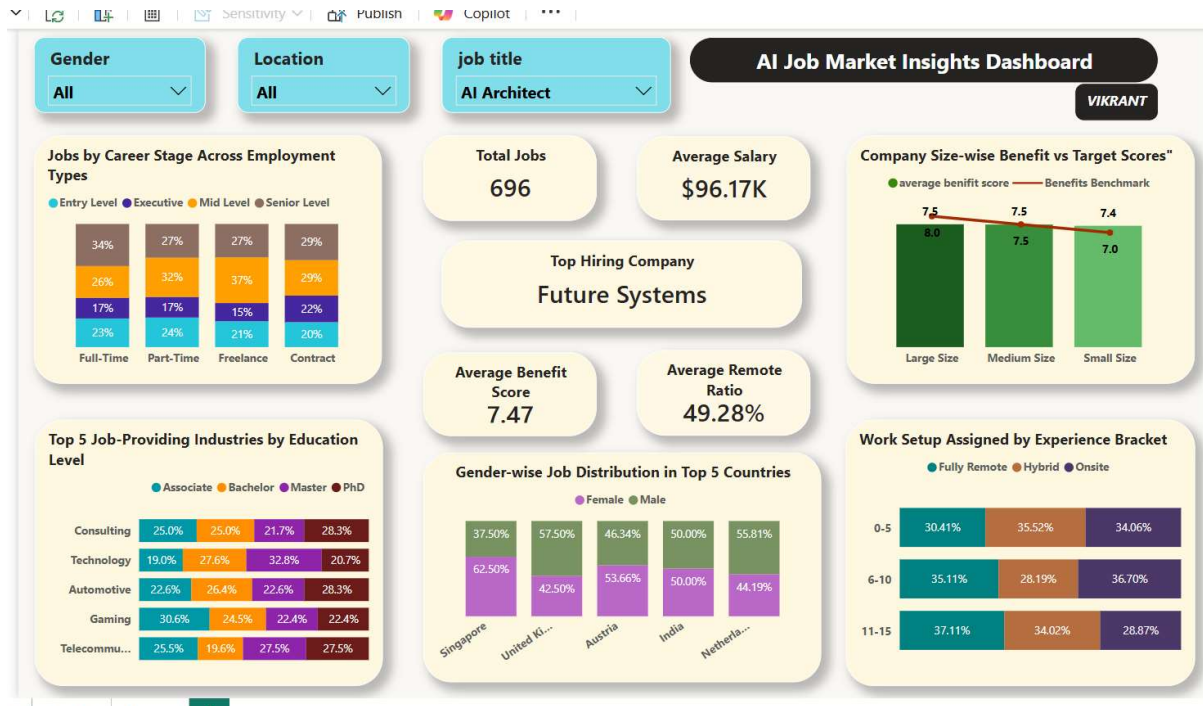 Sensitivity
Publish
Copilot
Gender
All
Location
All
job title
AI Architect
AI Job Market Insights Dashboard
VIKRANT
Jobs by Career Stage Across Employment
Types
Entry Level Executive Mid Level Senior Level
34% 27% 27% 29%
26% 32% 37% 29%
17% 17% 15% 22%
23% 24% 21% 20%
Full-Time Part-Time Freelance Contract
Total Jobs
696
Average Salary
$96.17K
Top Hiring Company
Future Systems
Average Benefit
Score
7.47
Average Remote
Ratio
49.28%
Company Size-wise Benefit vs Target Scores"
average benifit score Benefits Benchmark
7.5 7.5 7.4
8.0 7.5 7.0
Large Size Medium Size Small Size
Top 5 Job-Providing Industries by Education
Level
Associate Bachelor Master PhD
Consulting 25.0% 25.0% 21.7% 28.3%
Technology 19.0% 27.6% 32.8% 20.7%
Automotive 22.6% 26.4% 22.6% 28.3%
Gaming 30.6% 24.5% 22.4% 22.4%
Telecommu... 25.5% 19.6% 27.5% 27.5%
Gender-wise Job Distribution in Top 5 Countries
Female Male
37.50% 57.50% 46.34% 50.00% 55.81%
62.50% 42.50% 53.66% 50.00% 44.19%
Singapore United Ki... Austria India Netherla...
Work Setup Assigned by Experience Bracket
Fully Remote Hybrid Onsite
0-5 30.41% 35.52% 34.06%
6-10 35.11% 28.19% 36.70%
11-15 37.11% 34.02% 28.87%